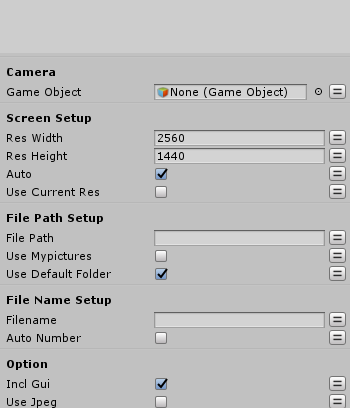 Camera
Game Object None (Game Object)
Screen Setup
Res Width 2560
Res Height 1440
Auto
Use Current Res
File Path Setup
File Path
Use Mypictures
Use Default Folder
File Name Setup
Filename
Auto Number
Option
Incl Gui
Use Jpeg